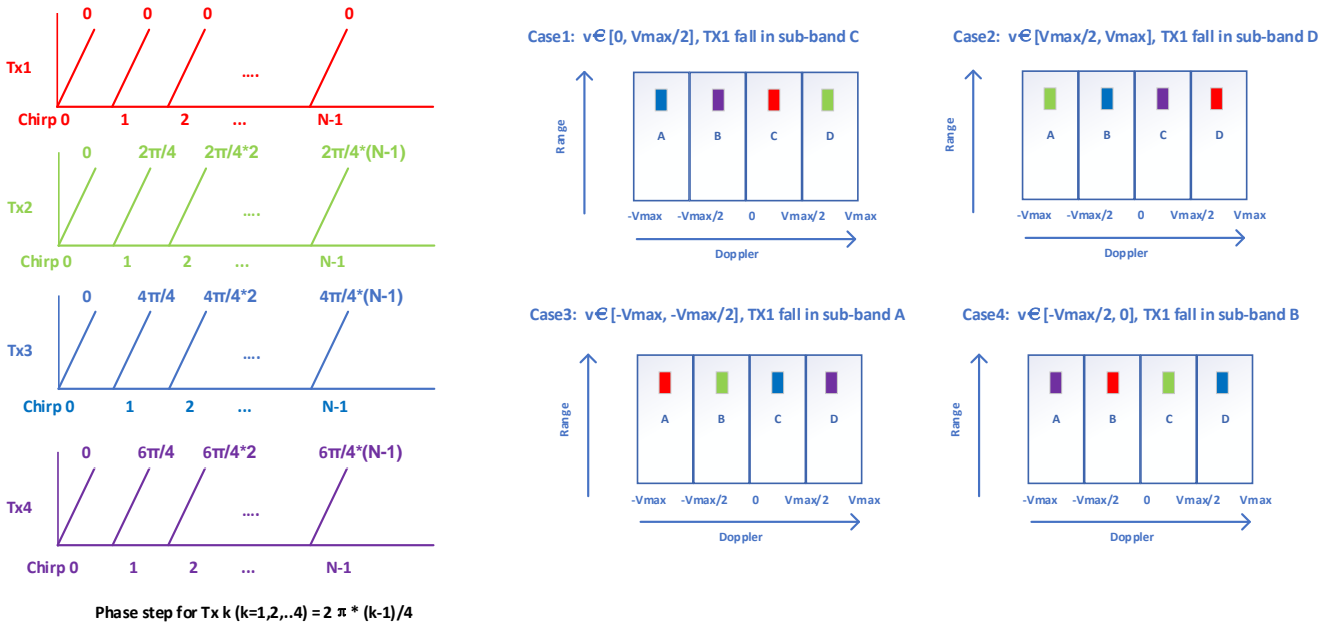 0 0 0 0
Tx1
....
Chirp 0 1 2 ... N-1
0 2π/4 2π/4*2 2π/4*(N-1)
Tx2
....
Chirp 0 1 2 ... N-1
0 4π/4 4π/4*2 4π/4*(N-1)
Tx3
....
Chirp 0 1 2 ... N-1
0 6π/4 6π/4*2 6π/4*(N-1)
Tx4
....
Chirp 0 1 2 ... N-1
Phase step for Tx k (k=1,2,..4) = 2 π * (k-1)/4
Case1: v∈[0, Vmax/2], TX1 fall in sub-band C
Range
A B C D
-Vmax -Vmax/2 0 Vmax/2 Vmax
Doppler
Case2: v∈[Vmax/2, Vmax], TX1 fall in sub-band D
Range
A B C D
-Vmax -Vmax/2 0 Vmax/2 Vmax
Doppler
Case3: v∈[-Vmax, -Vmax/2], TX1 fall in sub-band A
Range
A B C D
-Vmax -Vmax/2 0 Vmax/2 Vmax
Doppler
Case4: v∈[-Vmax/2, 0], TX1 fall in sub-band B
Range
A B C D
-Vmax -Vmax/2 0 Vmax/2 Vmax
Doppler